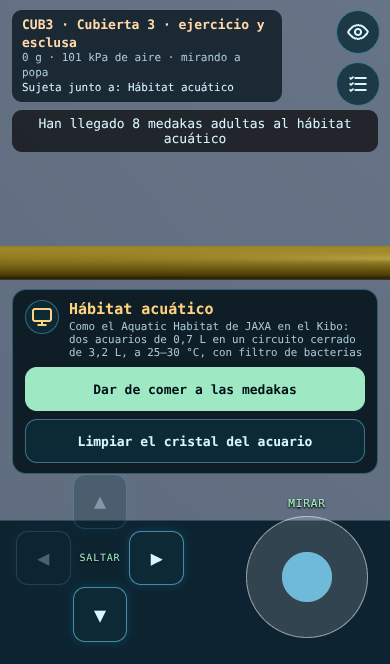 CUB3 · Cubierta 3 · ejercicio y
esclusa
0 g · 101 kPa de aire · mirando a
popa
Sujeta junto a: Hábitat acuático
Han llegado 8 medakas adultas al hábitat
acuático
Hábitat acuático
Como el Aquatic Habitat de JAXA en el Kibo:
dos acuarios de 0,7 L en un circuito cerrado
de 3,2 L, a 25–30 °C, con filtro de bacterias
Dar de comer a las medakas
Limpiar el cristal del acuario
MIRAR
SALTAR